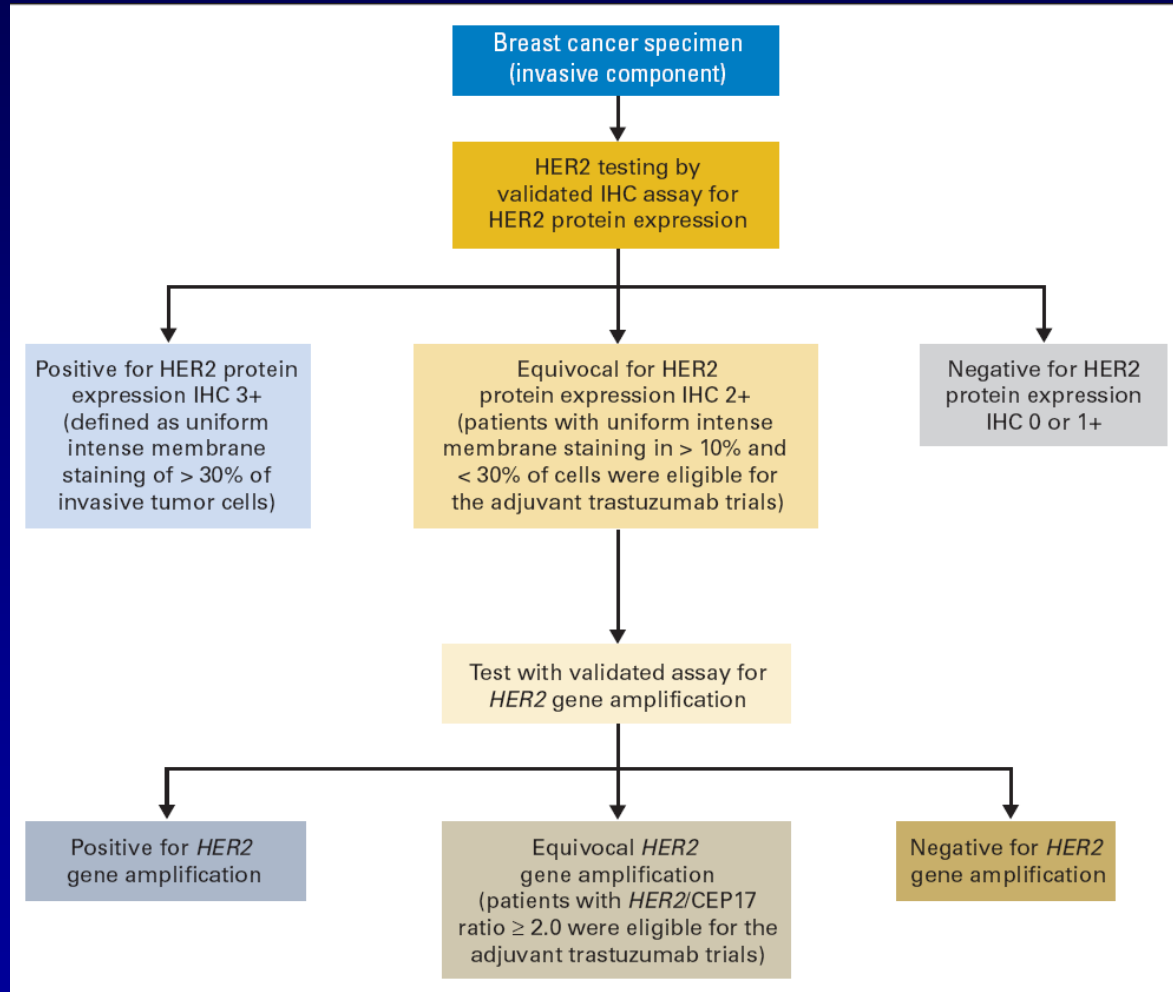 Breast cancer specimen
(invasive component)
HER2 testing by
validated IHC assay for
HER2 protein expression
Positive for HER2 protein
expression IHC 3+
(defined as uniform
intense membrane
staining of > 30% of
invasive tumor cells)
Equivocal for HER2
protein expression IHC 2+
(patients with uniform intense
membrane staining in > 10% and
< 30% of cells were eligible for
the adjuvant trastuzumab trials)
Negative for HER2
protein expression
IHC 0 or 1+
Test with validated assay for
HER2 gene amplification
Positive for HER2
gene amplification
Equivocal HER2
gene amplification
(patients with HER2/CEP17
ratio ≥ 2.0 were eligible for the
adjuvant trastuzumab trials)
Negative for HER2
gene amplification